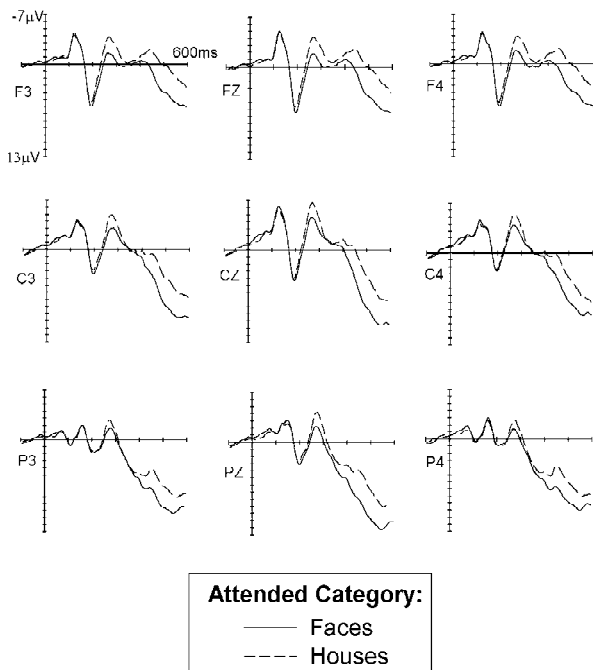 -7μV
600ms
F3
FZ
F4
13μV
C3
CZ
C4
P3
PZ
P4
Attended Category:
Faces
Houses